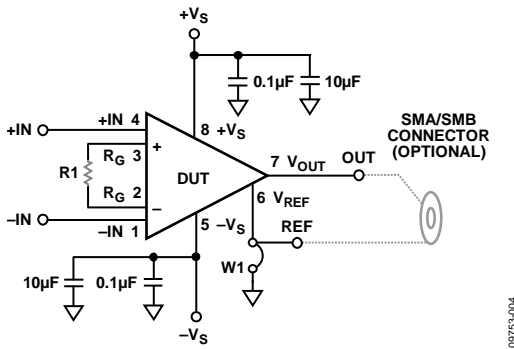 +VS
0.1µF
10µF
+IN
+IN 4
8 +VS
SMA/SMB
CONNECTOR
(OPTIONAL)
RG 3
+
7 VOUT
OUT
R1
DUT
RG 2
–
6 VREF
–IN
–IN 1
5
–VS
REF
W1
10µF
0.1µF
–VS
09753-004